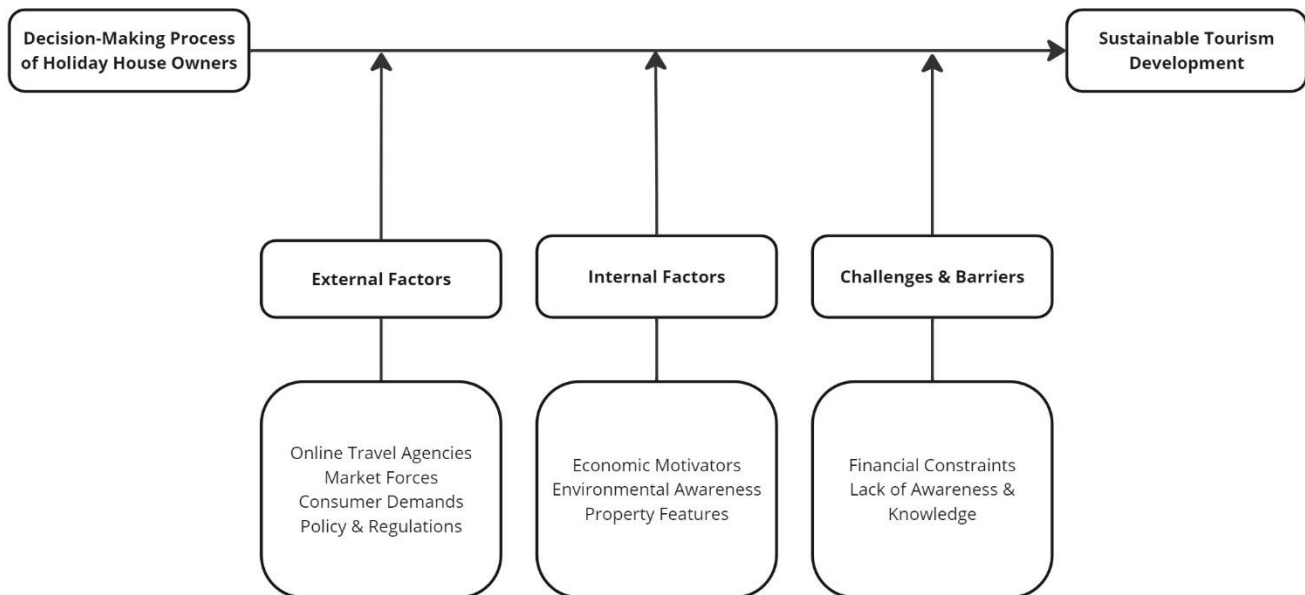 Decision-Making Process
of Holiday House Owners
Sustainable Tourism
Development
External Factors
Internal Factors
Challenges & Barriers
Online Travel Agencies
Market Forces
Consumer Demands
Policy & Regulations
Economic Motivators
Environmental Awareness
Property Features
Financial Constraints
Lack of Awareness &
Knowledge